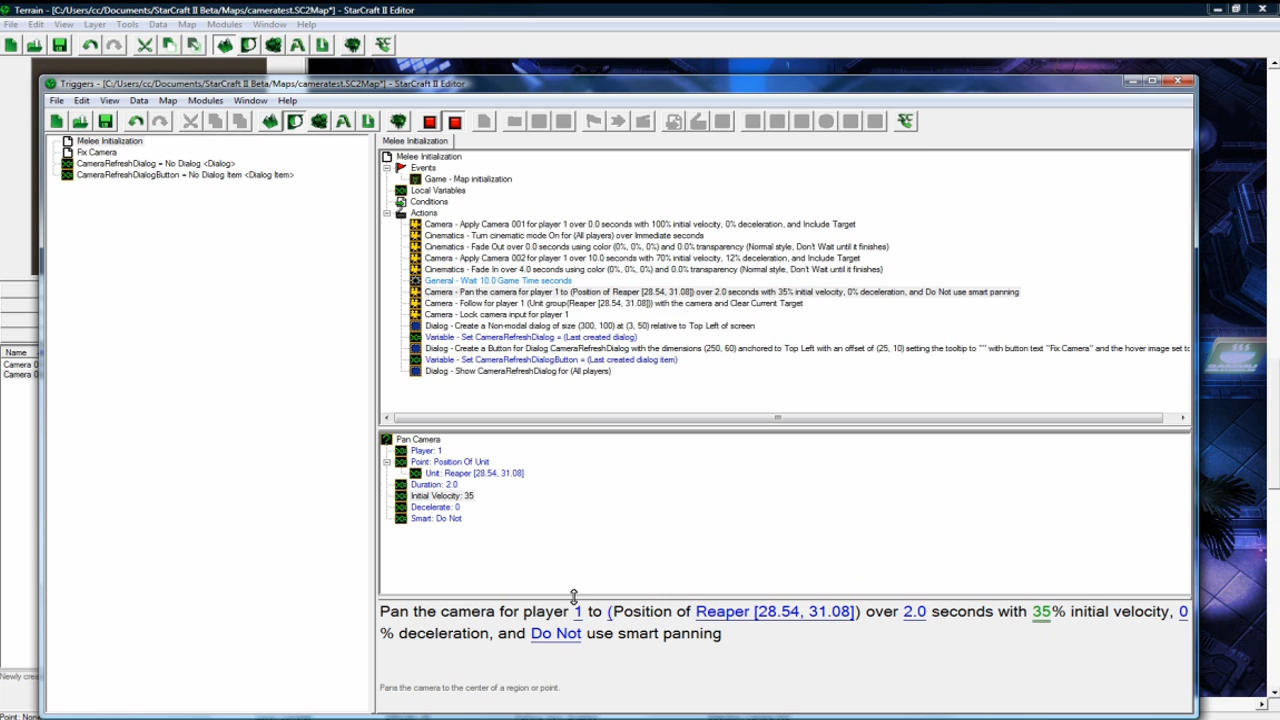 Terrain - [C:/Users/cc/Documents/StarCraft II Beta/Maps/cameratest.SC2Map*] - StarCraft II Editor
File Edit View Layer Tools Data Map Modules Window Help
Triggers - [C:/Users/cc/Documents/StarCraft II Beta/Maps/cameratest.SC2Map*] - StarCraft II Editor
File Edit View Data Map Modules Window Help
Melee Initialization
Fix Camera
CameraRefreshDialog = No Dialog <Dialog>
CameraRefreshDialogButton = No Dialog Item <Dialog Item>
Name
Camera 0
Camera 0
Newly crea
Point: None
Melee Initialization
Melee Initialization
Events
Game - Map initialization
Local Variables
Conditions
Actions
Camera - Apply Camera 001 for player 1 over 0.0 seconds with 100% initial velocity, 0% deceleration, and Include Target
Cinematics - Turn cinematic mode On for (All players) over Immediate seconds
Cinematics - Fade Out over 0.0 seconds using color (0%, 0%, 0%) and 0.0% transparency (Normal style, Don't Wait until it finishes)
Camera - Apply Camera 002 for player 1 over 10.0 seconds with 70% initial velocity, 12% deceleration, and Include Target
Cinematics - Fade In over 4.0 seconds using color (0%, 0%, 0%) and 0.0% transparency (Normal style, Don't Wait until it finishes)
General - Wait 10.0 Game Time seconds
Camera - Pan the camera for player 1 to (Position of Reaper [28.54, 31.08]) over 2.0 seconds with 35% initial velocity, 0% deceleration, and Do Not use smart panning
Camera - Follow for player 1 (Unit group(Reaper [28.54, 31.08])) with the camera and Clear Current Target
Camera - Lock camera input for player 1
Dialog - Create a Non-modal dialog of size (300, 100) at (3, 50) relative to Top Left of screen
Variable - Set CameraRefreshDialog = (Last created dialog)
Dialog - Create a Button for Dialog CameraRefreshDialog with the dimensions (250, 60) anchored to Top Left with an offset of (25, 10) setting the tooltip to "" with button text "Fix Camera" and the hover image set to
Variable - Set CameraRefreshDialogButton = (Last created dialog item)
Dialog - Show CameraRefreshDialog for (All players)
Pan Camera
Player: 1
Point: Position Of Unit
Unit: Reaper [28.54, 31.08]
Duration: 2.0
Initial Velocity: 35
Decelerate: 0
Smart: Do Not
Pan the camera for player 1 to (Position of Reaper [28.54, 31.08]) over 2.0 seconds with 35% initial velocity, 0
% deceleration, and Do Not use smart panning
Pans the camera to the center of a region or point.